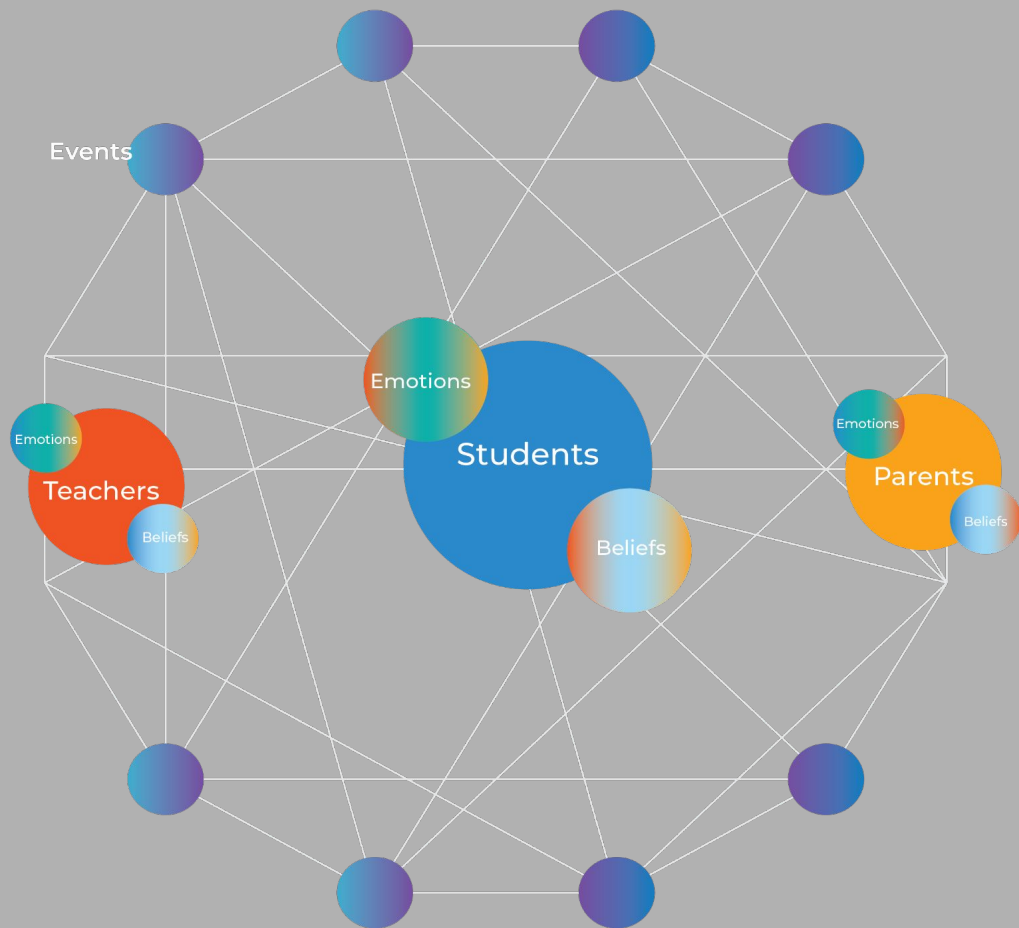 Events
Emotions
Students
Beliefs
Emotions
Teachers
Beliefs
Emotions
Parents
Beliefs